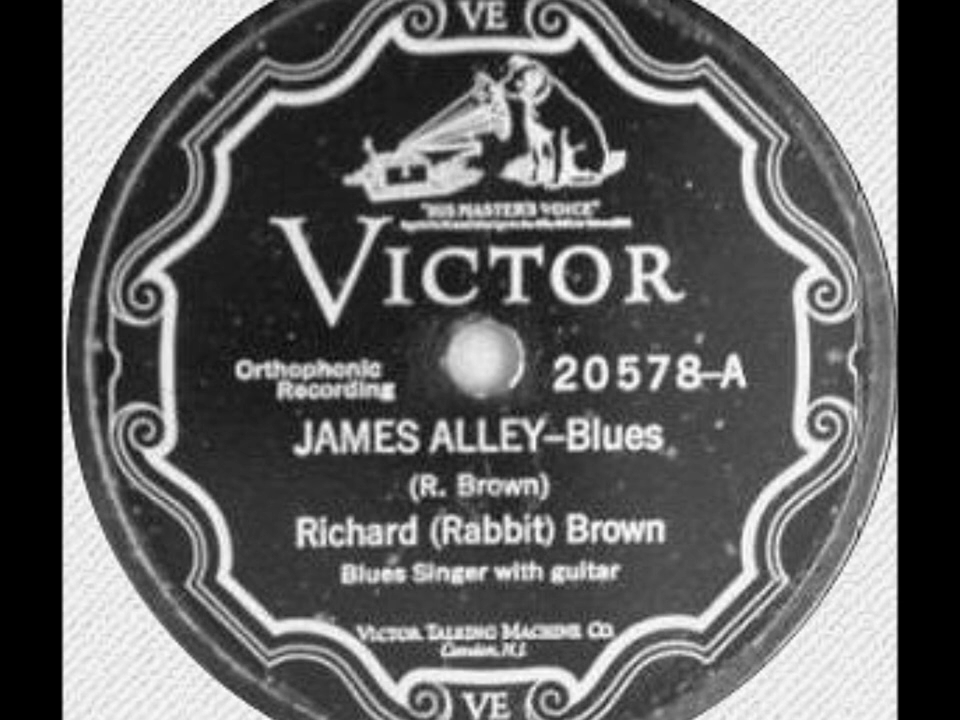 VE
"HIS MASTER'S VOICE"
VICTOR
Orthophonic
Recording
20578-A
JAMES ALLEY-Blues
(R. Brown)
Richard (Rabbit) Brown
Blues Singer with guitar
VICTOR TALKING MACHINE CO.
Camden, N.J.
VE